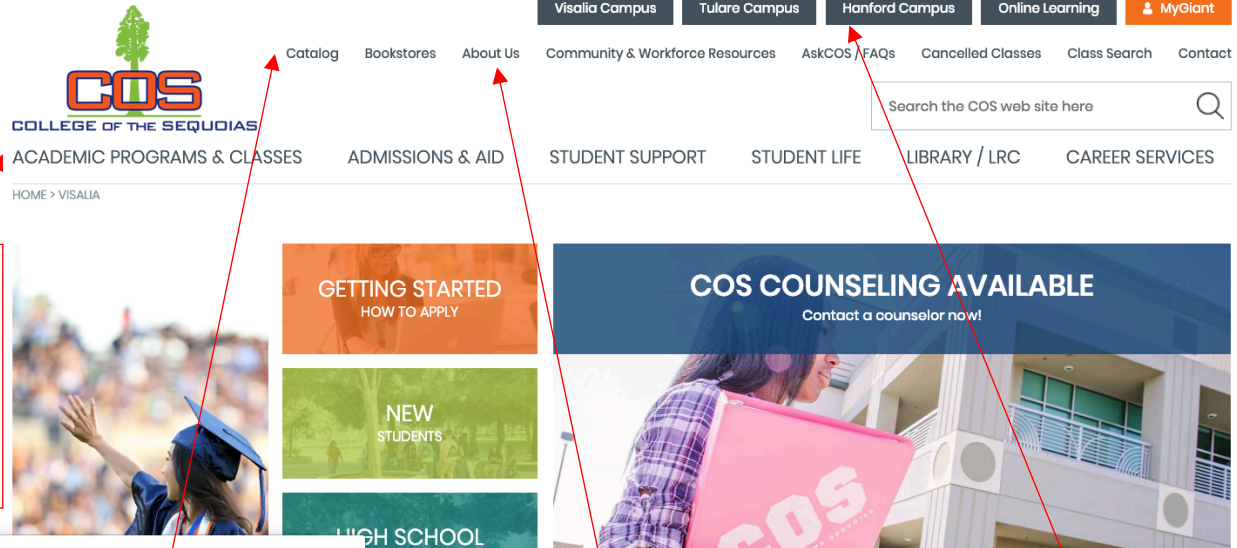 Visalia Campus Tulare Campus Hanford Campus Online Learning MyGiant
Catalog Bookstores About Us Community & Workforce Resources AskCOS / FAQs Cancelled Classes Class Search Contact
COS
COLLEGE OF THE SEQUOIAS
Search the COS web site here
ACADEMIC PROGRAMS & CLASSES ADMISSIONS & AID STUDENT SUPPORT STUDENT LIFE LIBRARY / LRC CAREER SERVICES
HOME > VISALIA
GETTING STARTED
HOW TO APPLY
COS COUNSELING AVAILABLE
Contact a counselor now!
NEW
STUDENTS
HIGH SCHOOL
COS